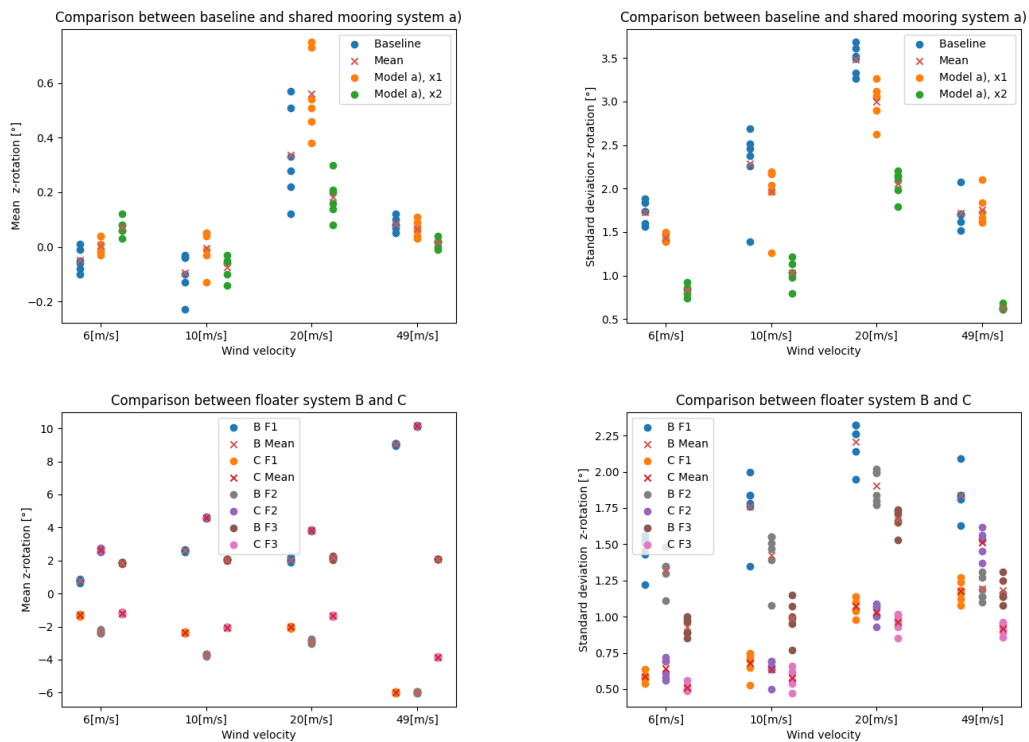 Comparison between baseline and shared mooring system a)
Mean  z-rotation [°]
0.6
0.4
0.2
0.0
−0.2
Baseline
Mean
Model a), x1
Model a), x2
6[m/s]
10[m/s]
20[m/s]
49[m/s]
Wind velocity
Comparison between baseline and shared mooring system a)
Standard deviation z-rotation [°]
3.5
3.0
2.5
2.0
1.5
1.0
0.5
Baseline
Mean
Model a), x1
Model a), x2
6[m/s]
10[m/s]
20[m/s]
49[m/s]
Wind velocity
Comparison between floater system B and C
Mean z-rotation [°]
10
8
6
4
2
0
−2
−4
−6
B F1
B Mean
C F1
C Mean
B F2
C F2
B F3
C F3
6[m/s]
10[m/s]
20[m/s]
49[m/s]
Wind velocity
Comparison between floater system B and C
Standard deviation  z-rotation [°]
2.25
2.00
1.75
1.50
1.25
1.00
0.75
0.50
B F1
B Mean
C F1
C Mean
B F2
C F2
B F3
C F3
6[m/s]
10[m/s]
20[m/s]
49[m/s]
Wind velocity